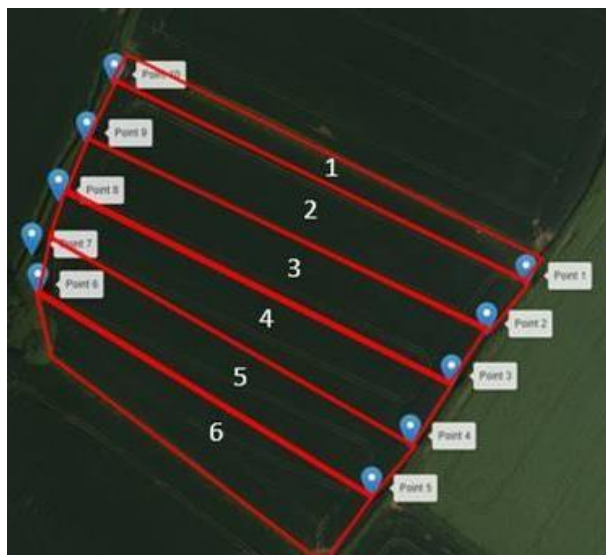 Point 10
Point 9
1
Point 8
2
3
Point 7
Point 1
Point 6
4
Point 2
5
Point 3
6
Point 4
Point 5